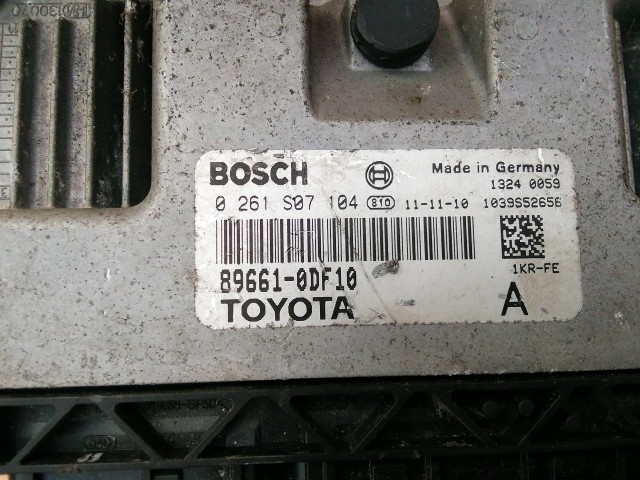 BOSCH Made in Germany
1324 0059
0 261 S07 104 810 11-11-10 1039S52656
89661-0DF10 1KR-FE
TOYOTA A